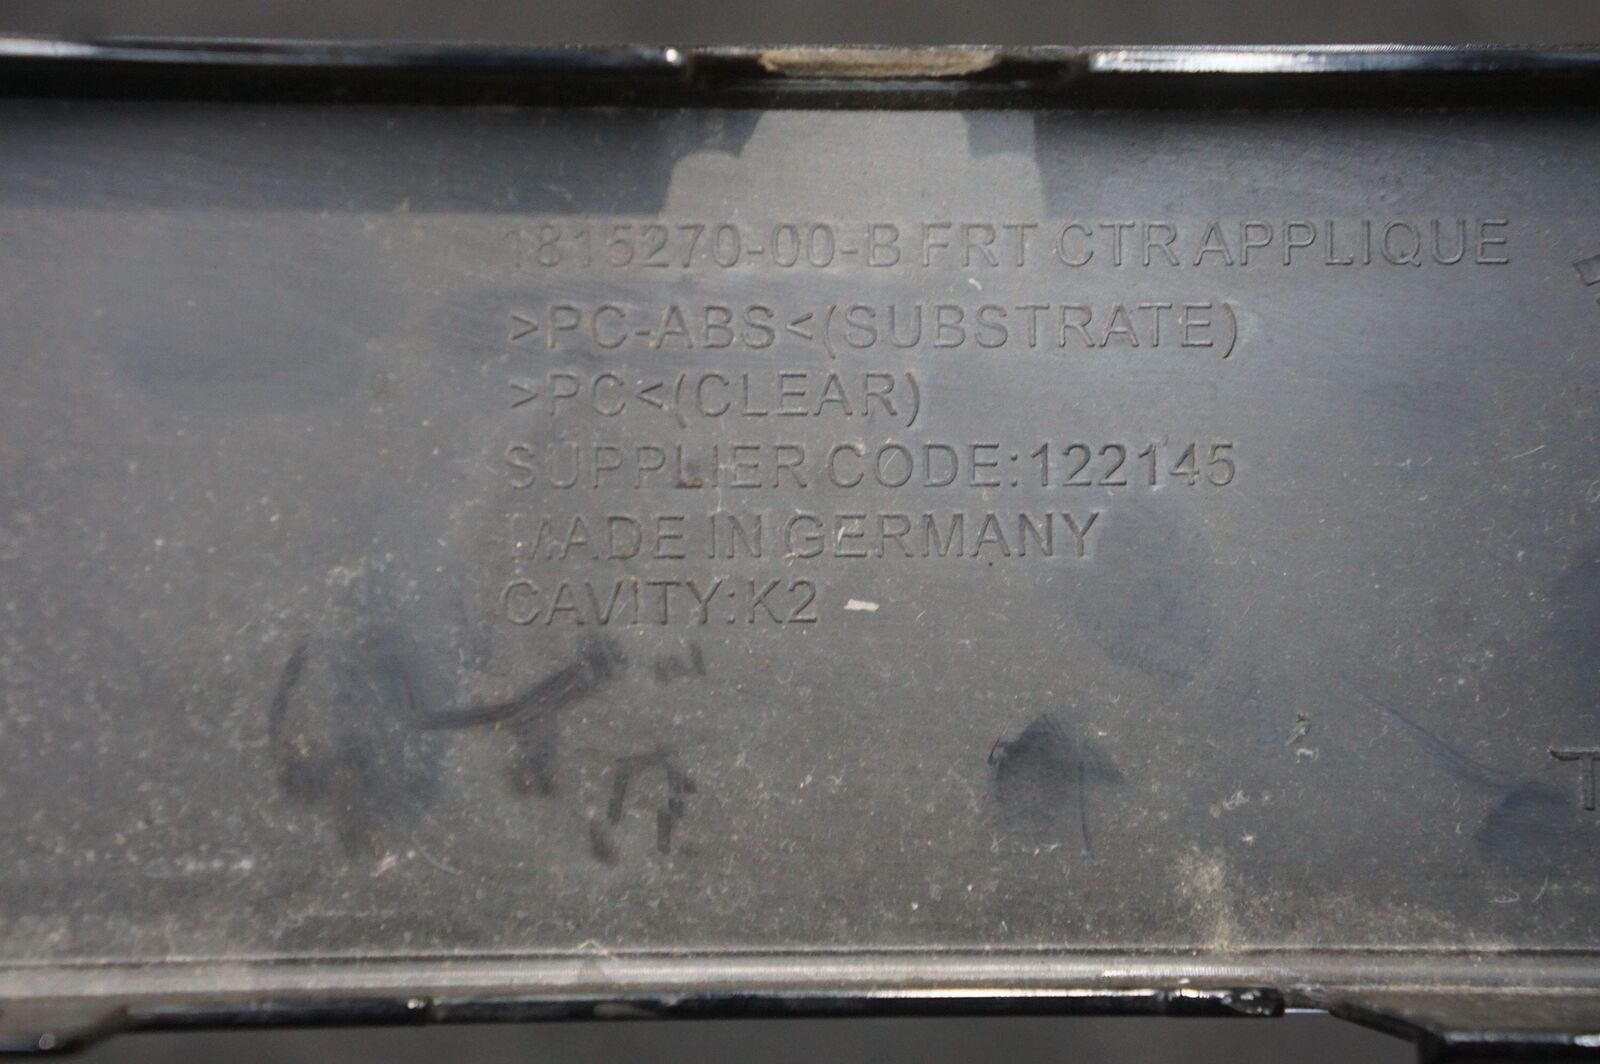 1815270-00-B FRT CTR APPLIQUE
>PC-ABS<(SUBSTRATE)
>PC<(CLEAR)
SUPPLIER CODE:122145
MADE IN GERMANY
CAVITY:K2